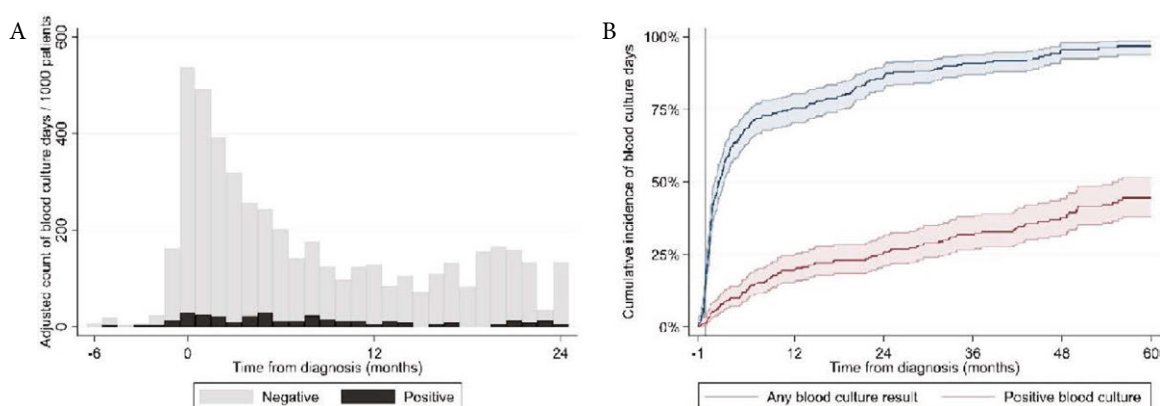 A
Adjusted count of blood culture days / 1000 patients
600
400
200
0
-6
0
12
24
Time from diagnosis (months)
Negative
Positive
B
Cumulative incidence of blood culture days
100%
75%
50%
25%
0%
-1
12
24
36
48
60
Time from diagnosis (months)
Any blood culture result
Positive blood culture